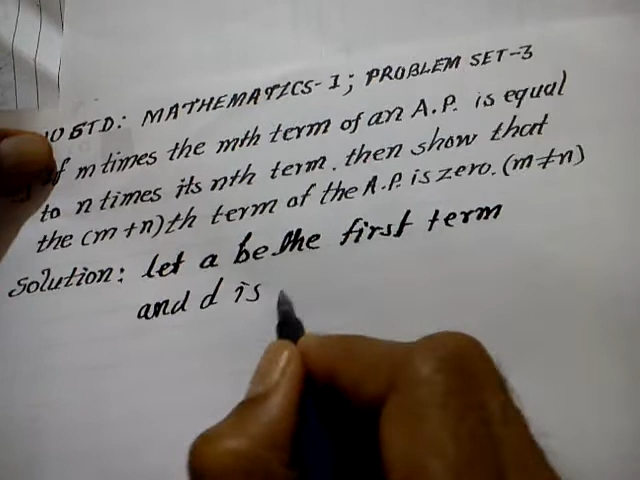 10 STD: MATHEMATICS-1; PROBLEM SET-3
If m times the mth term of an A.P. is equal
to n times its nth term. then show that
the (m+n)th term of the A.P. is zero. (m≠n)
Solution: let a be the first term
and d is